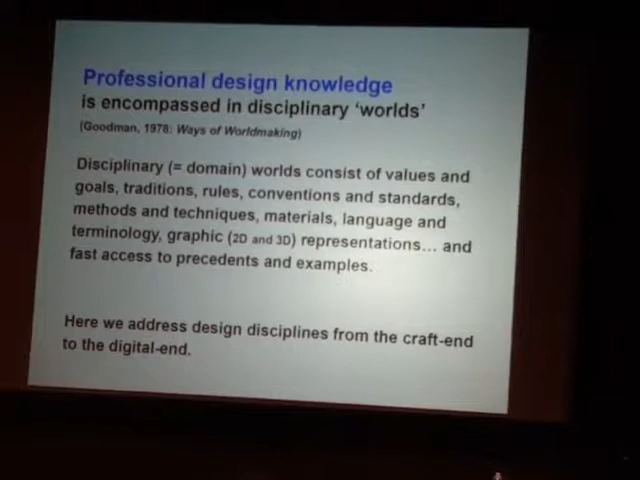 Professional design knowledge
is encompassed in disciplinary ‘worlds’
(Goodman, 1978: Ways of Worldmaking)
Disciplinary (= domain) worlds consist of values and
goals, traditions, rules, conventions and standards,
methods and techniques, materials, language and
terminology, graphic (2D and 3D) representations... and
fast access to precedents and examples.
Here we address design disciplines from the craft-end
to the digital-end.